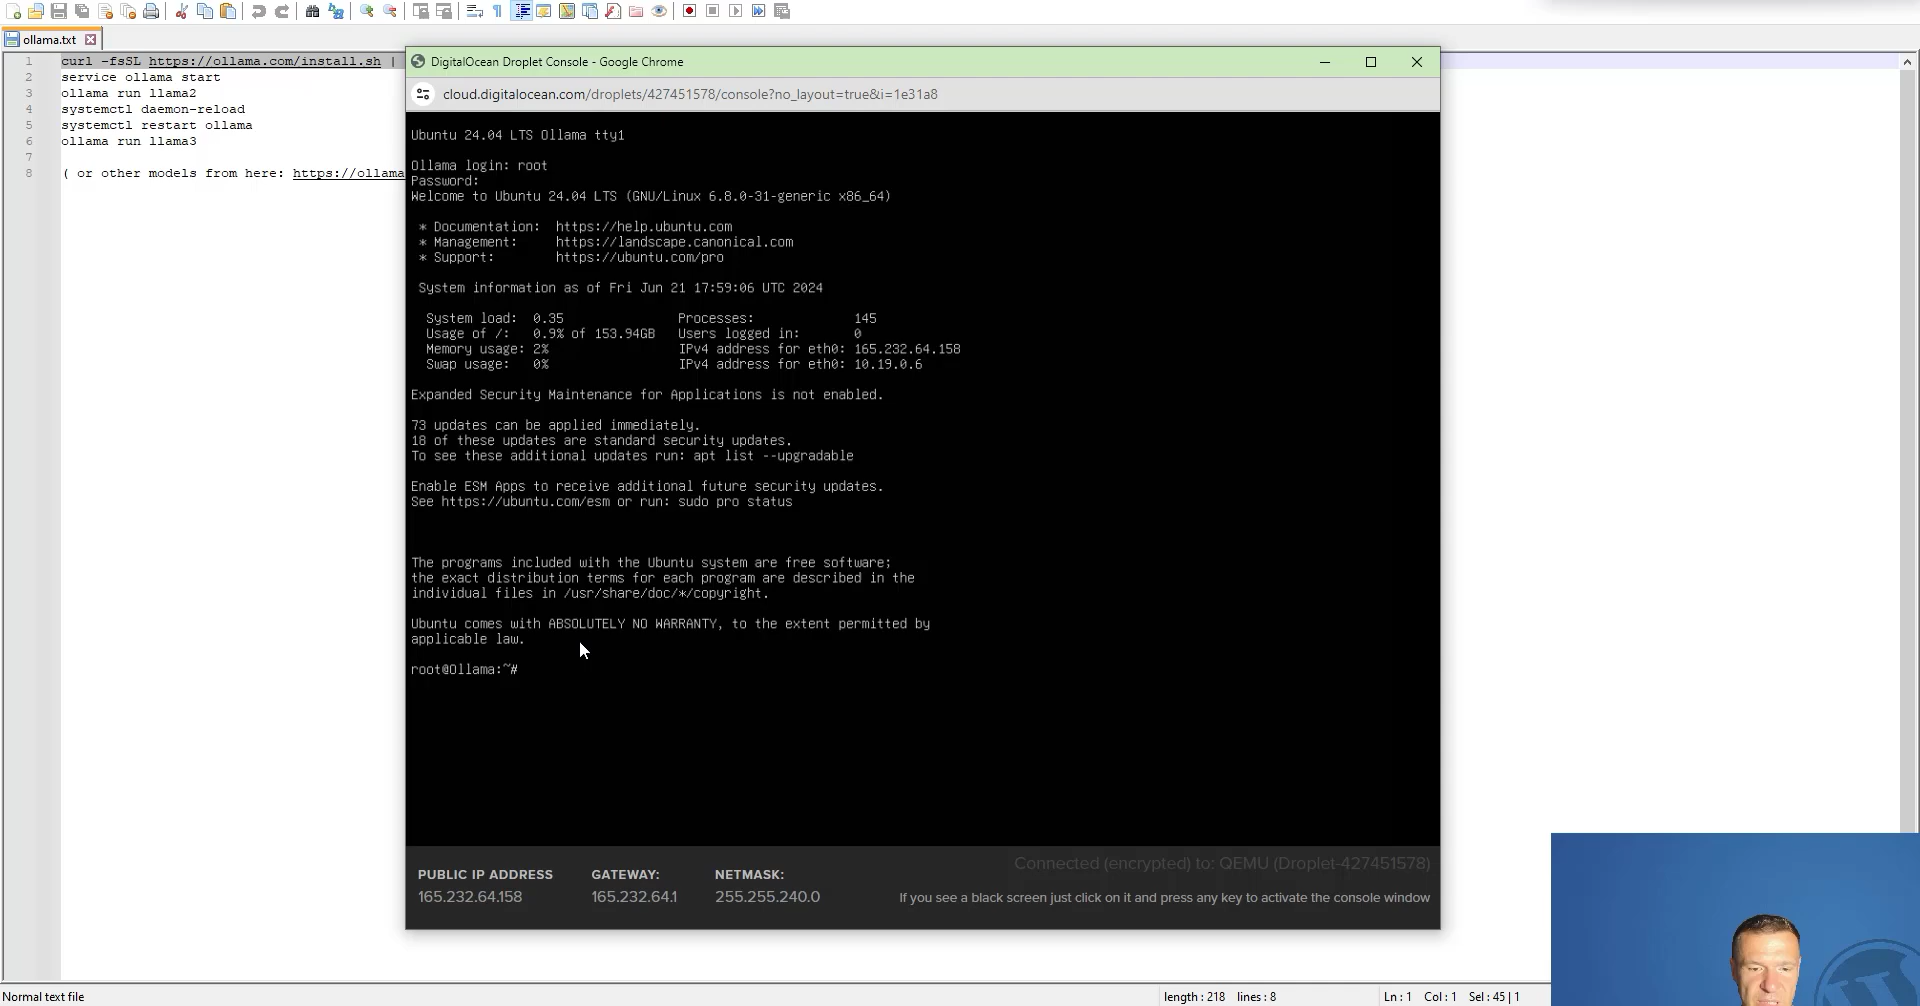 ollama.txt
1 curl -fsSL https://ollama.com/install.sh |
2 service ollama start
3 ollama run llama2
4 systemctl daemon-reload
5 systemctl restart ollama
6 ollama run llama3
7
8 ( or other models from here: https://ollama
DigitalOcean Droplet Console - Google Chrome
cloud.digitalocean.com/droplets/427451578/console?no_layout=true&i=1e31a8
Ubuntu 24.04 LTS Ollama tty1
Ollama login: root
Password:
Welcome to Ubuntu 24.04 LTS (GNU/Linux 6.8.0-31-generic x86_64)
* Documentation: https://help.ubuntu.com
* Management: https://landscape.canonical.com
* Support: https://ubuntu.com/pro
System information as of Fri Jun 21 17:59:06 UTC 2024
System load: 0.35 Processes: 145
Usage of /: 0.9% of 153.94GB Users logged in: 0
Memory usage: 2% IPv4 address for eth0: 165.232.64.158
Swap usage: 0% IPv4 address for eth0: 10.19.0.6
Expanded Security Maintenance for Applications is not enabled.
73 updates can be applied immediately.
18 of these updates are standard security updates.
To see these additional updates run: apt list --upgradable
Enable ESM Apps to receive additional future security updates.
See https://ubuntu.com/esm or run: sudo pro status
The programs included with the Ubuntu system are free software;
the exact distribution terms for each program are described in the
individual files in /usr/share/doc/*/copyright.
Ubuntu comes with ABSOLUTELY NO WARRANTY, to the extent permitted by
applicable law.
root@Ollama:~#
Connected (encrypted) to: QEMU (Droplet-427451578)
PUBLIC IP ADDRESS GATEWAY: NETMASK:
165.232.64.158 165.232.64.1 255.255.240.0
If you see a black screen just click on it and press any key to activate the console window
Normal text file length : 218 lines : 8 Ln : 1 Col : 1 Sel : 45 | 1